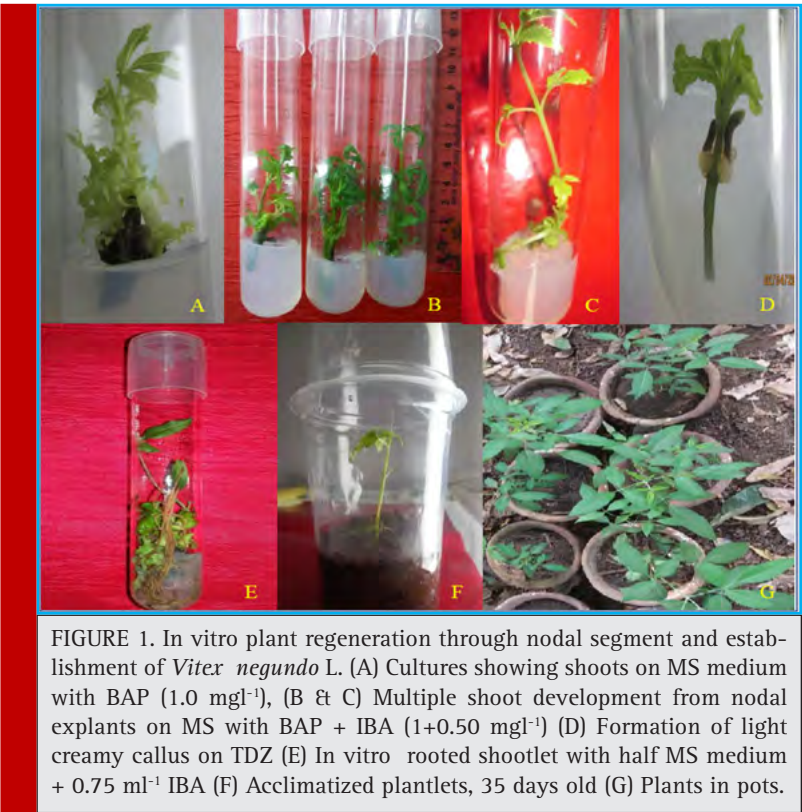 A
B
C
D
E
F
G
FIGURE 1. In vitro plant regeneration through nodal segment and estab-
lishment of Vitex negundo L. (A) Cultures showing shoots on MS medium
with BAP (1.0 mgl-1), (B & C) Multiple shoot development from nodal
explants on MS with BAP + IBA (1+0.50 mgl-1) (D) Formation of light
creamy callus on TDZ (E) In vitro rooted shootlet with half MS medium
+ 0.75 ml-1 IBA (F) Acclimatized plantlets, 35 days old (G) Plants in pots.